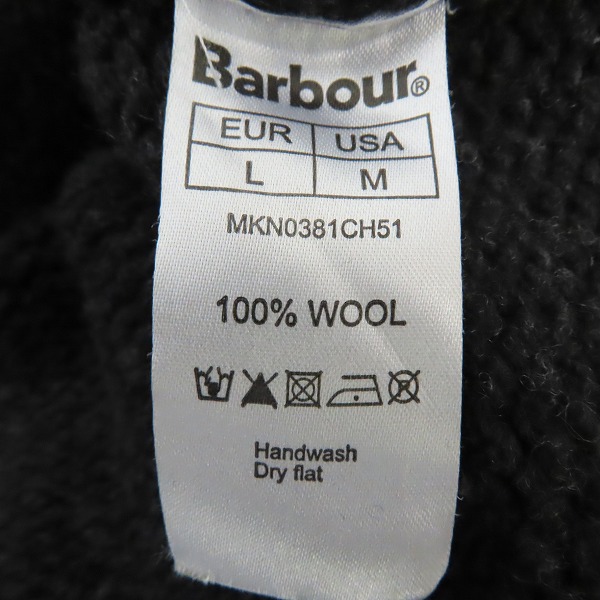 Barbour®
EUR USA
L M
MKN0381CH51
100% WOOL
Handwash
Dry flat